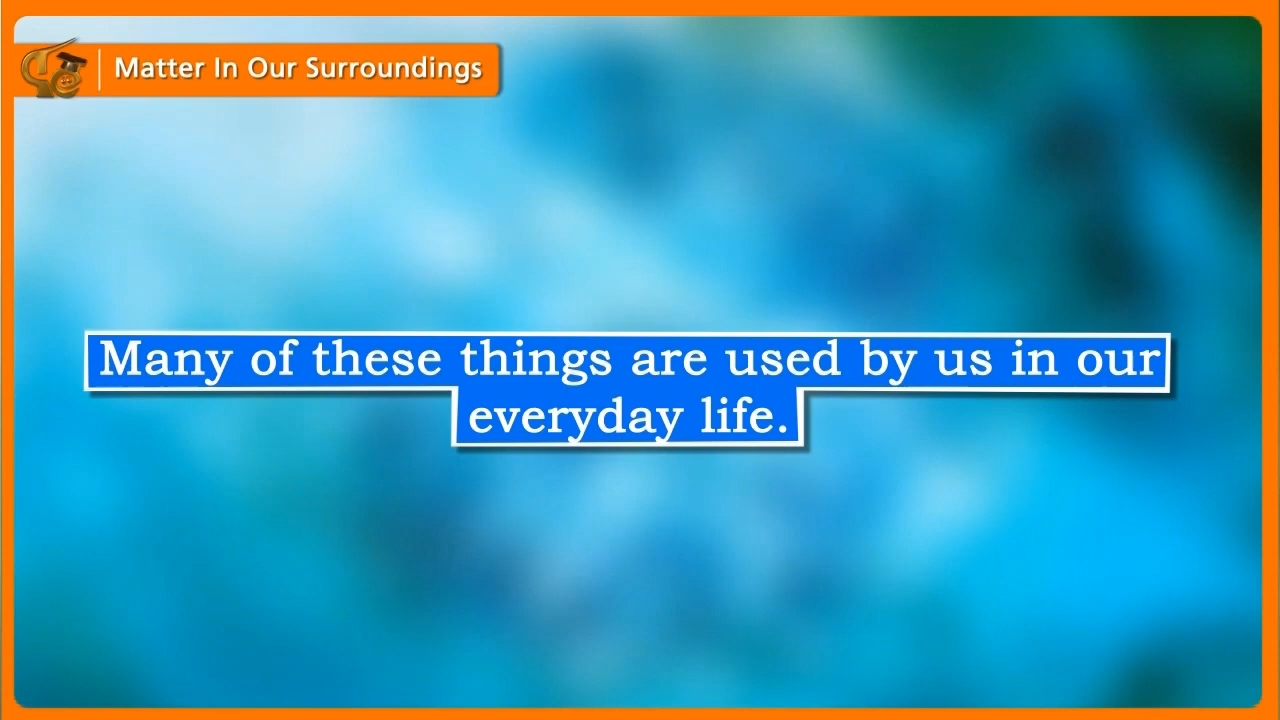 Matter In Our Surroundings
Many of these things are used by us in our
everyday life.